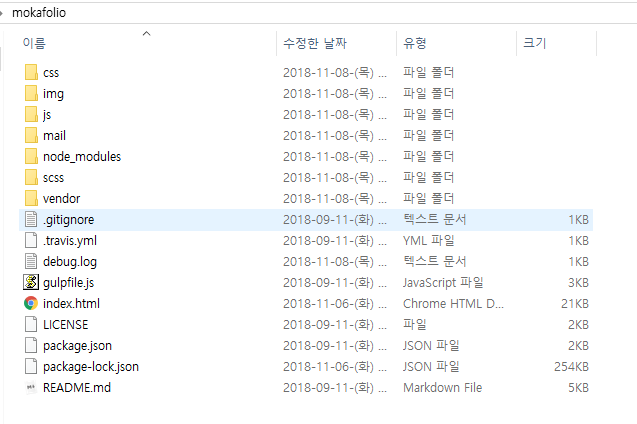 mokafolio
이름 수정한 날짜 유형 크기
css 2018-11-08-(목) ... 파일 폴더
img 2018-11-08-(목) ... 파일 폴더
js 2018-11-08-(목) ... 파일 폴더
mail 2018-11-08-(목) ... 파일 폴더
node_modules 2018-11-08-(목) ... 파일 폴더
scss 2018-11-08-(목) ... 파일 폴더
vendor 2018-11-08-(목) ... 파일 폴더
.gitignore 2018-09-11-(화) ... 텍스트 문서 1KB
.travis.yml 2018-09-11-(화) ... YML 파일 1KB
debug.log 2018-11-08-(목) ... 텍스트 문서 1KB
gulpfile.js 2018-09-11-(화) ... JavaScript 파일 3KB
index.html 2018-11-06-(화) ... Chrome HTML D... 21KB
LICENSE 2018-09-11-(화) ... 파일 2KB
package.json 2018-09-11-(화) ... JSON 파일 2KB
package-lock.json 2018-11-06-(화) ... JSON 파일 254KB
README.md 2018-09-11-(화) ... Markdown File 5KB